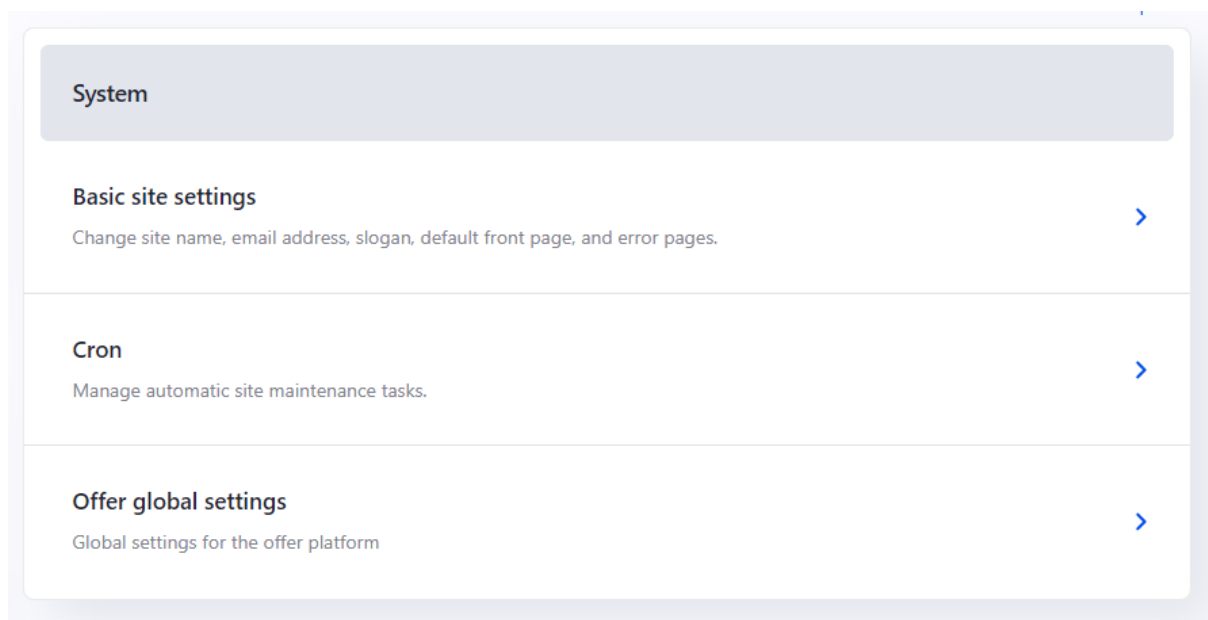 System
Basic site settings
Change site name, email address, slogan, default front page, and error pages.
Cron
Manage automatic site maintenance tasks.
Offer global settings
Global settings for the offer platform